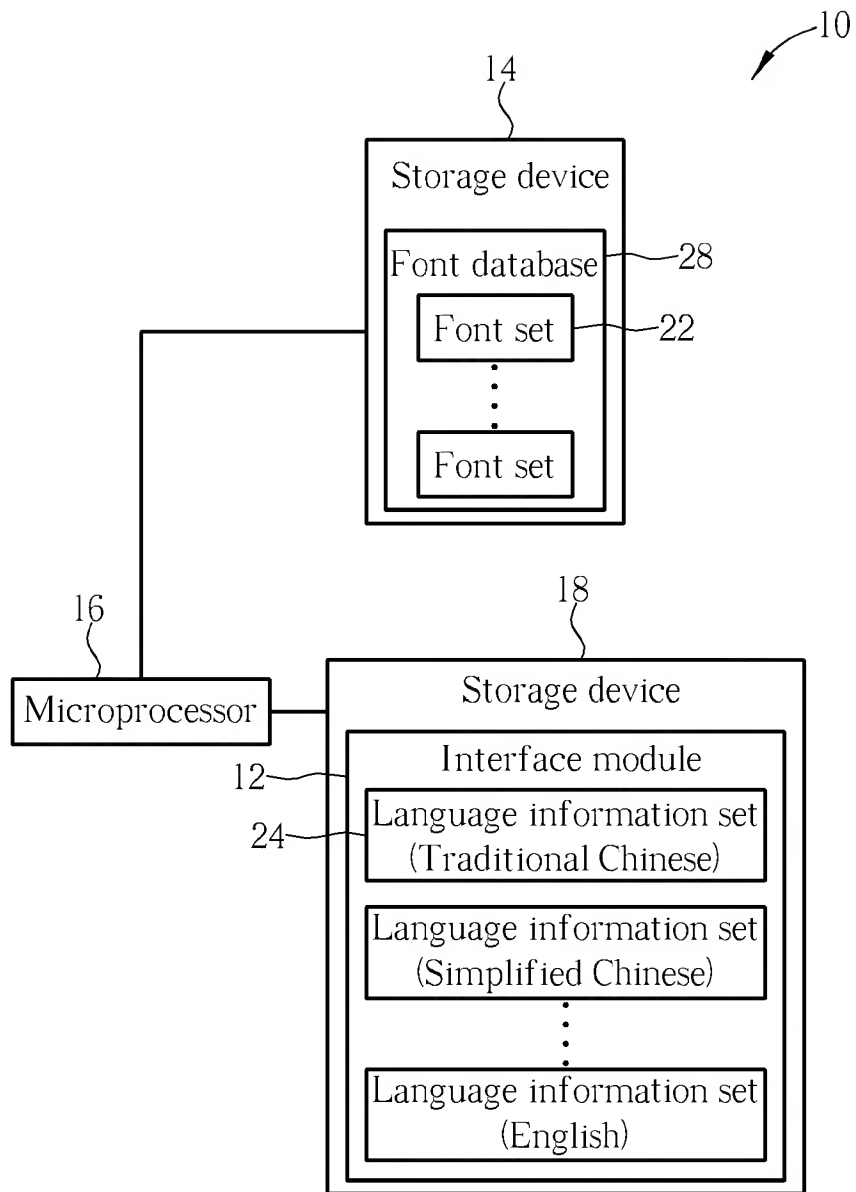 10
14
Storage device
Font database
28
Font set
22
Font set
16
Microprocessor
18
Storage device
12
Interface module
24
Language information set
(Traditional Chinese)
Language information set
(Simplified Chinese)
Language information set
(English)